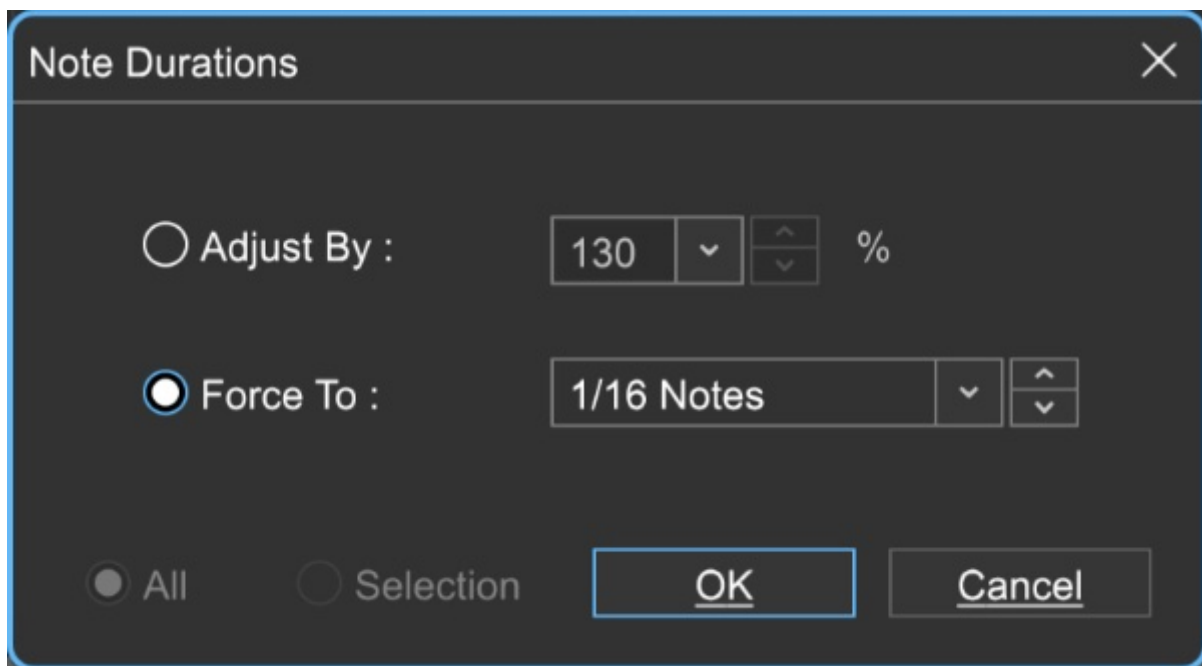 Note Durations
Adjust By : 130 %
Force To : 1/16 Notes
All Selection OK Cancel